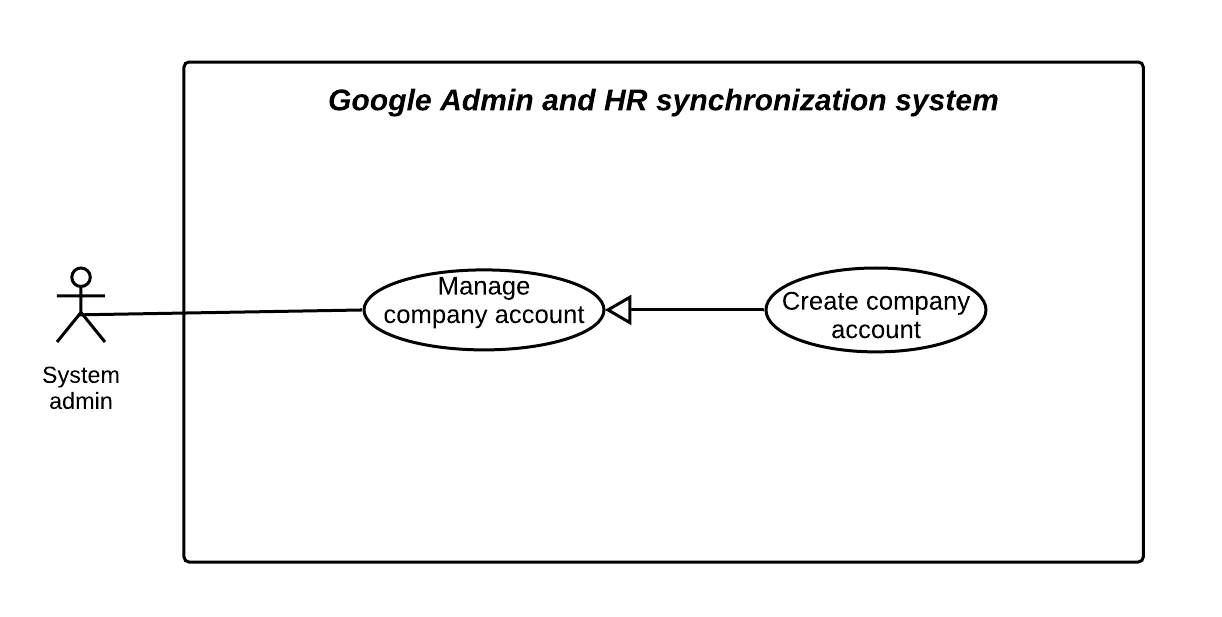 Google Admin and HR synchronization system
Manage
company account
Create company
account
System
admin